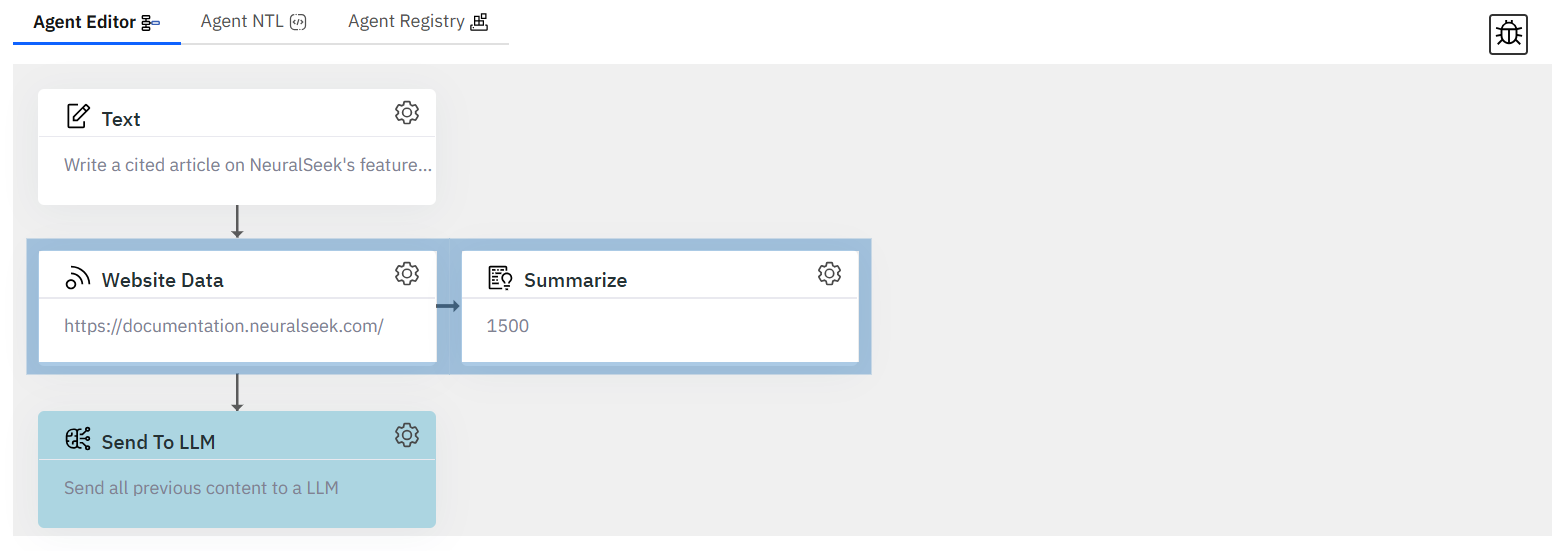 Agent Editor
Agent NTL
Agent Registry
Text
Write a cited article on NeuralSeek's feature...
Website Data
Summarize
https://documentation.neuralseek.com/
1500
Send To LLM
Send all previous content to a LLM